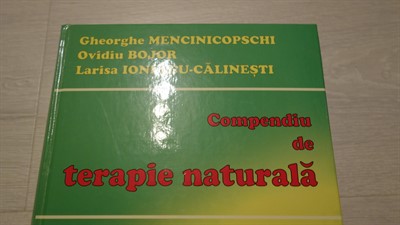 Gheorghe MENCINICOPSCHI
Ovidiu BOJOR
Larisa IONESCU-CĂLINEȘTI
Compendiu
de
terapie naturală